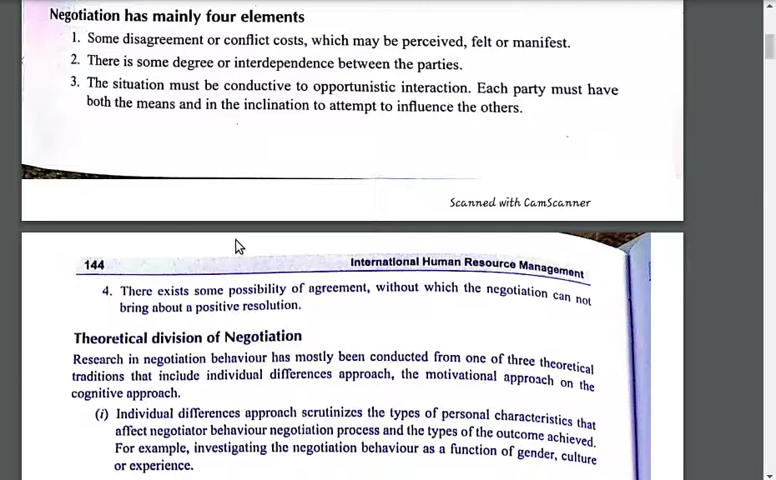 Negotiation has mainly four elements
1. Some disagreement or conflict costs, which may be perceived, felt or manifest.
2. There is some degree or interdependence between the parties.
3. The situation must be conductive to opportunistic interaction. Each party must have
both the means and in the inclination to attempt to influence the others.
Scanned with CamScanner
144 International Human Resource Management
4. There exists some possibility of agreement, without which the negotiation can not
bring about a positive resolution.
Theoretical division of Negotiation
Research in negotiation behaviour has mostly been conducted from one of three theoretical
traditions that include individual differences approach, the motivational approach on the
cognitive approach.
(i) Individual differences approach scrutinizes the types of personal characteristics that
affect negotiator behaviour negotiation process and the types of the outcome achieved.
For example, investigating the negotiation behaviour as a function of gender, culture
or experience.